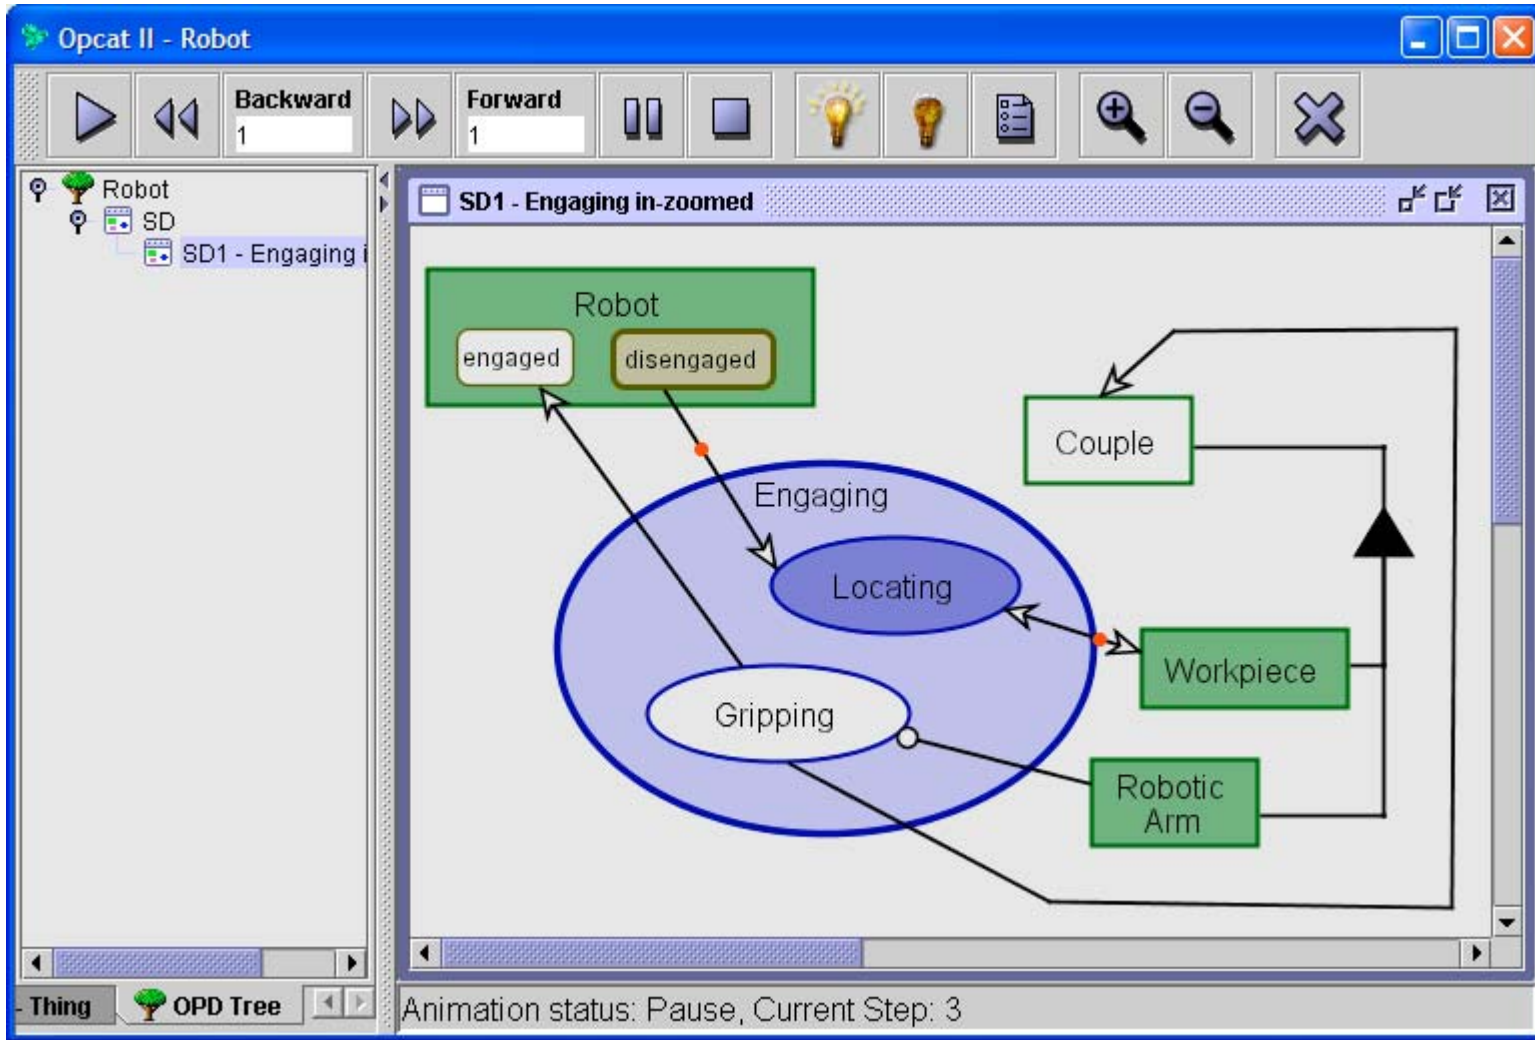 Opcat II - Robot
Backward
1
Forward
1
Robot
SD
SD1 - Engaging i
SD1 - Engaging in-zoomed
Robot
engaged
disengaged
Couple
Engaging
Locating
Workpiece
Gripping
Robotic
Arm
- Thing
OPD Tree
Animation status: Pause, Current Step: 3